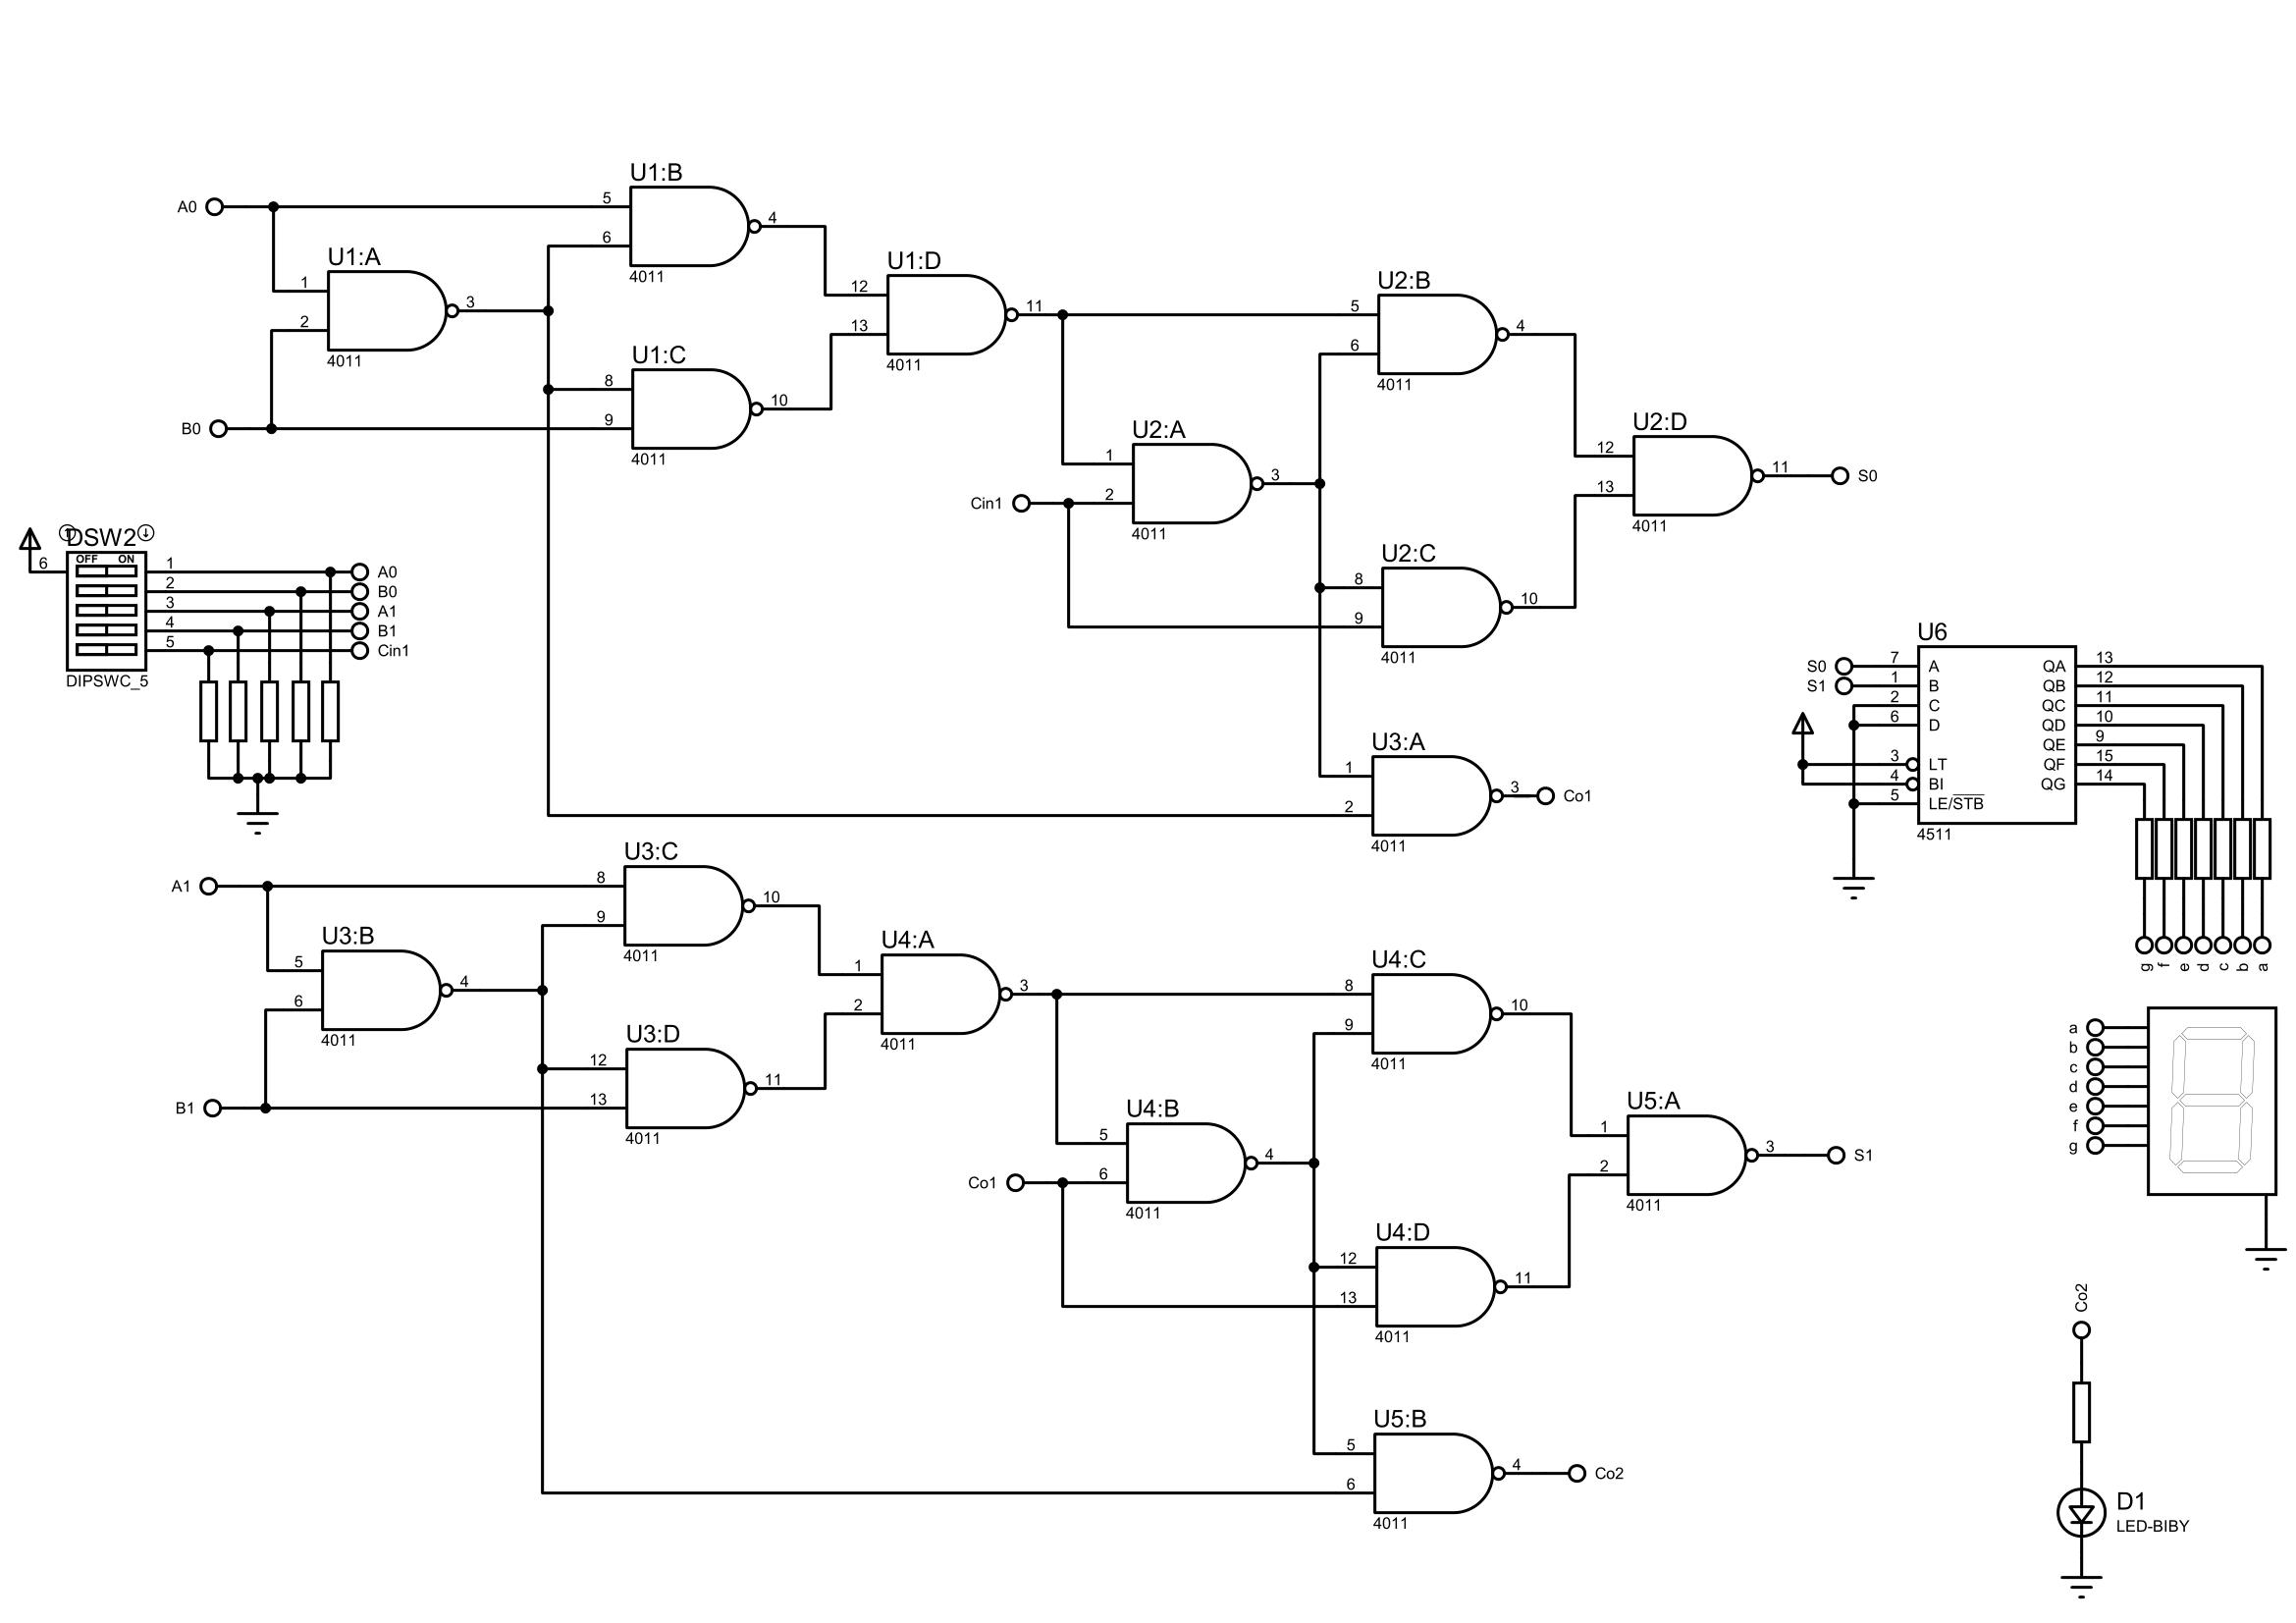 U1:B
A0
5
4
6
U1:A
4011
U1:D
1
3
12
11
U2:B
2
U1:C
13
5
4
4011
8
10
4011
6
B0
9
4011
U2:A
U2:D
4011
1
12
11
S0
3
13
Cin1
2
4011
4011
DSW2
U2:C
6
OFF ON
1
A0
8
10
2
B0
9
3
A1
4
B1
4011
5
Cin1
DIPSWC_5
U6
S0
7
A
QA
13
S1
1
B
QB
12
2
C
QC
11
6
D
QD
10
QE
9
3
LT
QF
15
4
BI
QG
14
5
LE/STB
4511
U3:A
1
3
Co1
2
4011
U3:C
A1
8
10
9
U3:B
4011
U4:A
5
4
1
3
U4:C
6
U3:D
2
8
10
4011
12
11
4011
9
B1
13
4011
4011
U4:B
U5:A
5
4
1
3
S1
Co1
6
2
4011
4011
U4:D
12
11
13
4011
g
f
e
d
c
b
a
a
b
c
d
e
f
g
U5:B
5
4
Co2
6
4011
Co2
D1
LED-BIBY